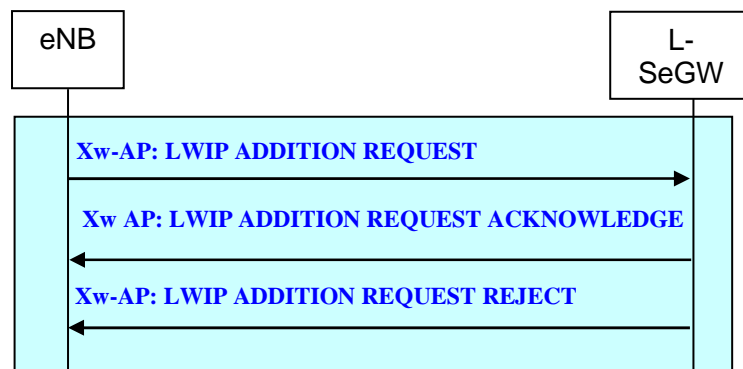 eNB
L-
SeGW
Xw-AP: LWIP ADDITION REQUEST
Xw AP: LWIP ADDITION REQUEST ACKNOWLEDGE
Xw-AP: LWIP ADDITION REQUEST REJECT